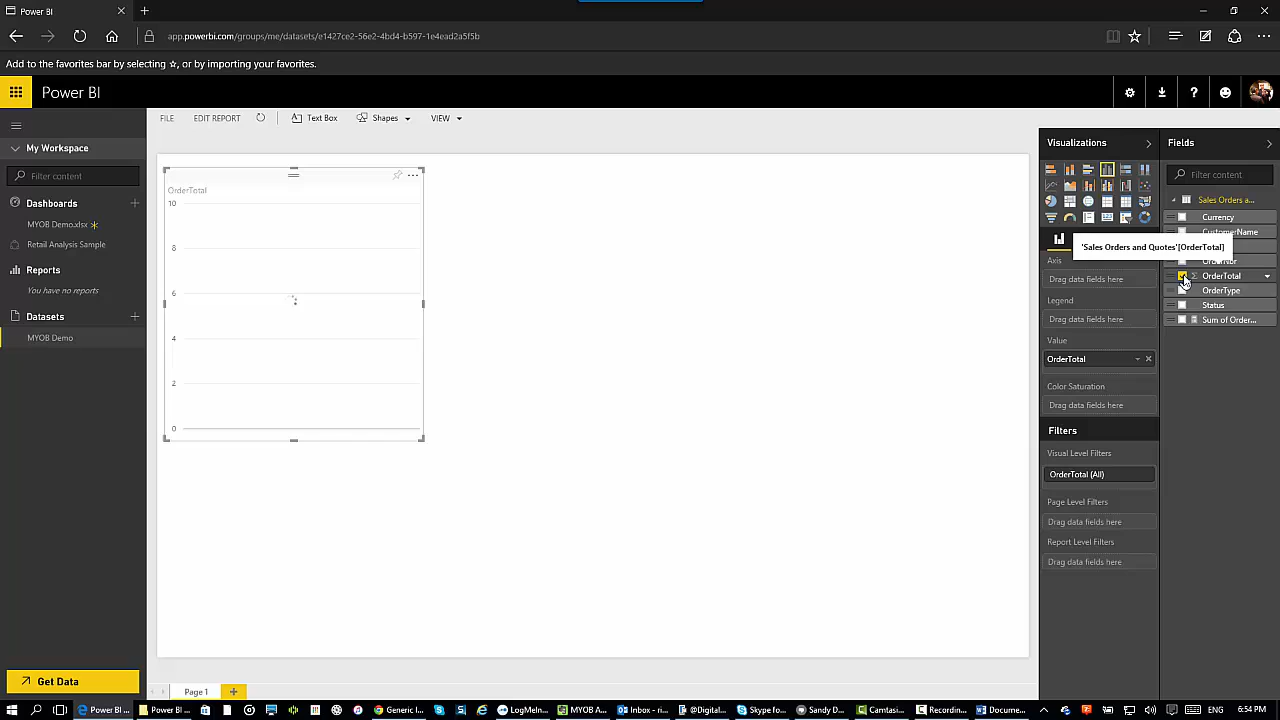 Power BI
app.powerbi.com/groups/me/datasets/e1427ce2-56e2-4bd4-b597-1e4ead2a5f5b
Add to the favorites bar by selecting ☆, or by importing your favorites.
Power BI
FILE EDIT REPORT Text Box Shapes VIEW
My Workspace
Filter content
Dashboards
MYOB Demo.xlsx
Retail Analysis Sample
Reports
You have no reports
Datasets
MYOB Demo
Get Data
OrderTotal
10
8
6
4
2
0
Page 1
Visualizations
'Sales Orders and Quotes'[OrderTotal]
Axis
Drag data fields here
Legend
Drag data fields here
Value
OrderTotal
Color Saturation
Drag data fields here
Filters
Visual Level Filters
OrderTotal (All)
Page Level Filters
Drag data fields here
Report Level Filters
Drag data fields here
Fields
Filter content
Sales Orders a...
Currency
CustomerName
OrderTotal
OrderType
Status
Sum of Order...
Power BI ... Power BI ... Generic I... LogMeIn... MYOB A... Inbox - ri... @Digital... Skype fo... Sandy D... Camtasi... Recordin... Docume... ENG 6:54 PM